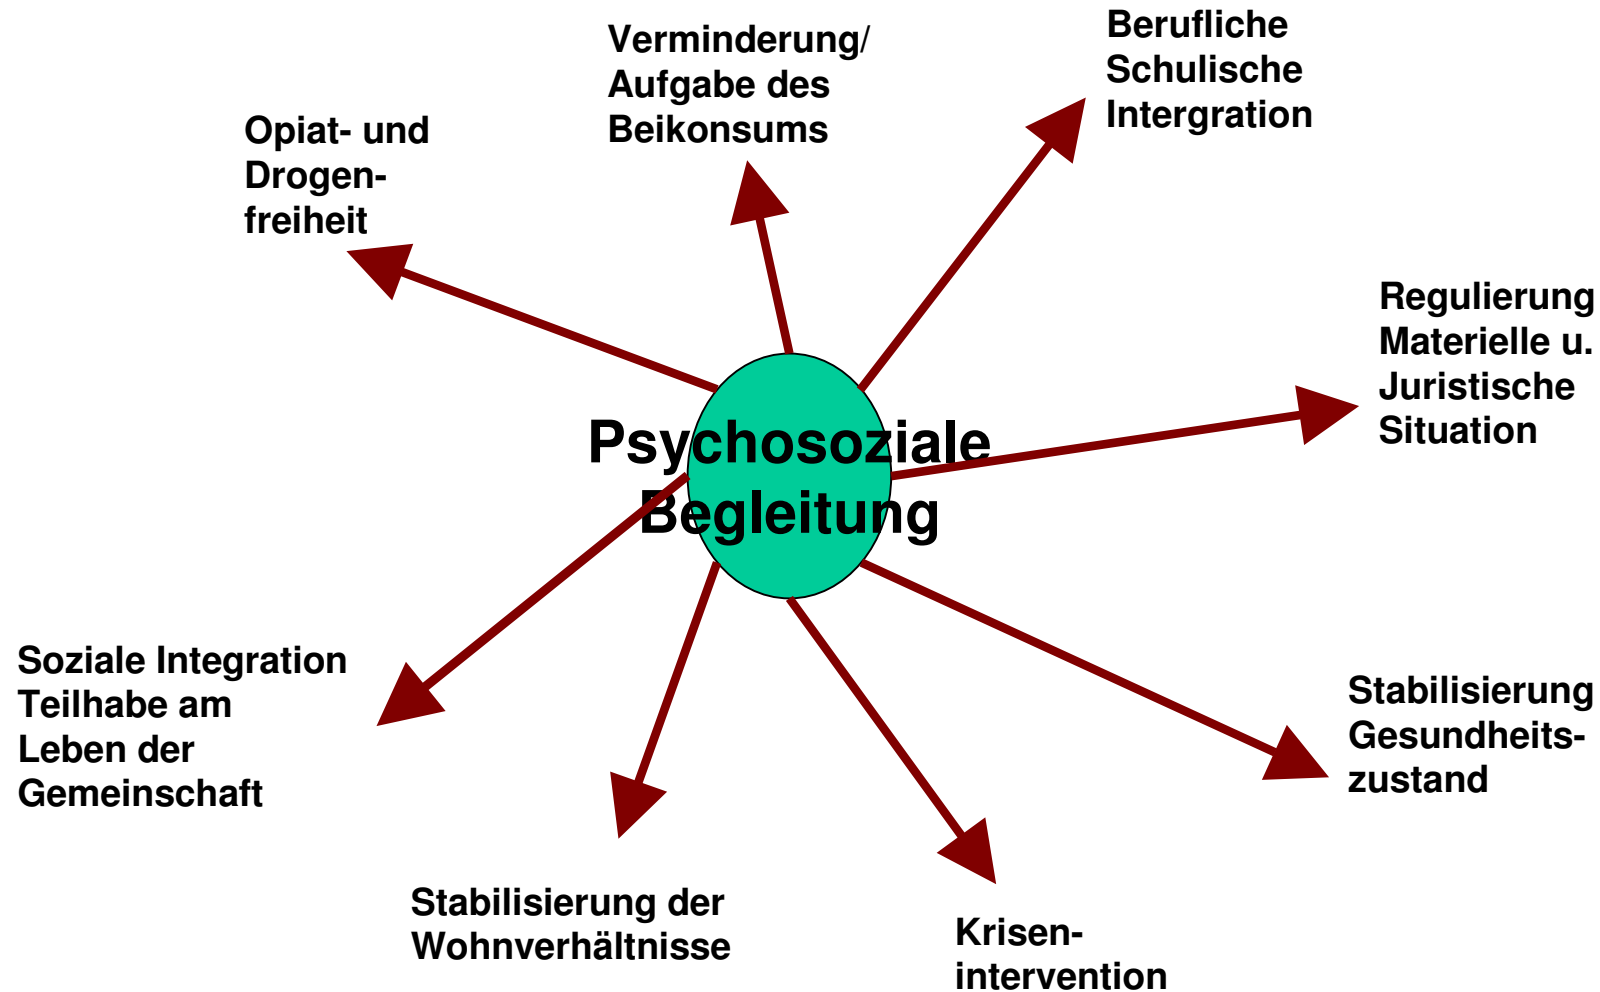 Verminderung/
Aufgabe des
Beikonsums
Berufliche
Schulische
Intergration
Opiat- und
Drogen-
freiheit
Regulierung
Materielle u.
Juristische
Situation
Psychosoziale
Begleitung
Soziale Integration
Teilhabe am
Leben der
Gemeinschaft
Stabilisierung
Gesundheits-
zustand
Stabilisierung der
Wohnverhältnisse
Krisen-
intervention